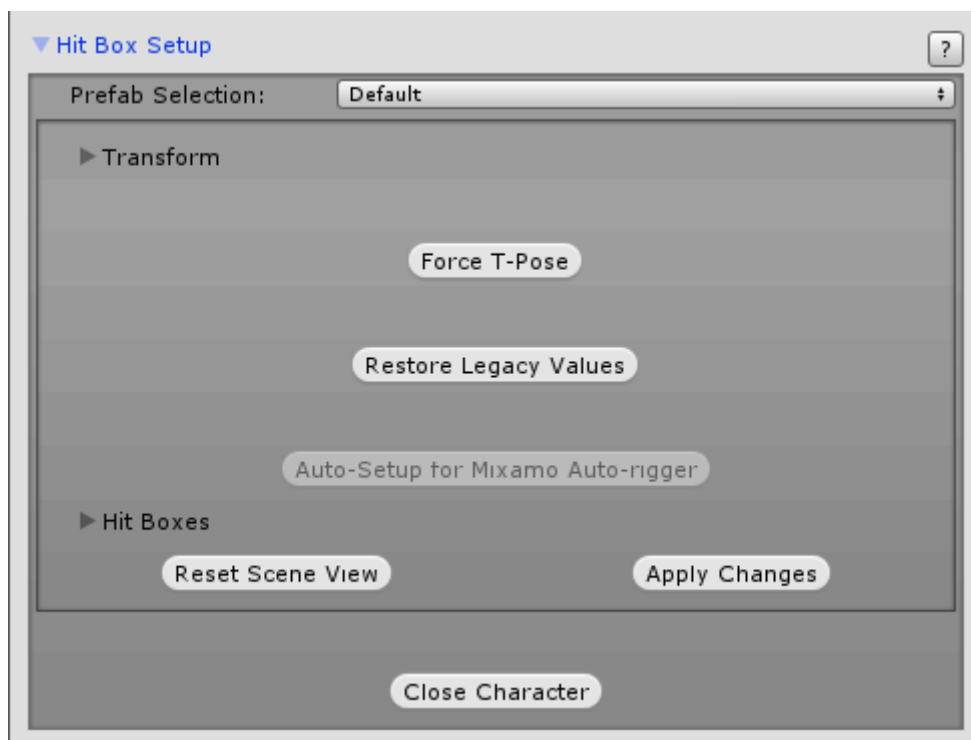 Hit Box Setup
?
Prefab Selection: Default
Transform
Force T-Pose
Restore Legacy Values
Auto-Setup for Mixamo Auto-rigger
Hit Boxes
Reset Scene View Apply Changes
Close Character